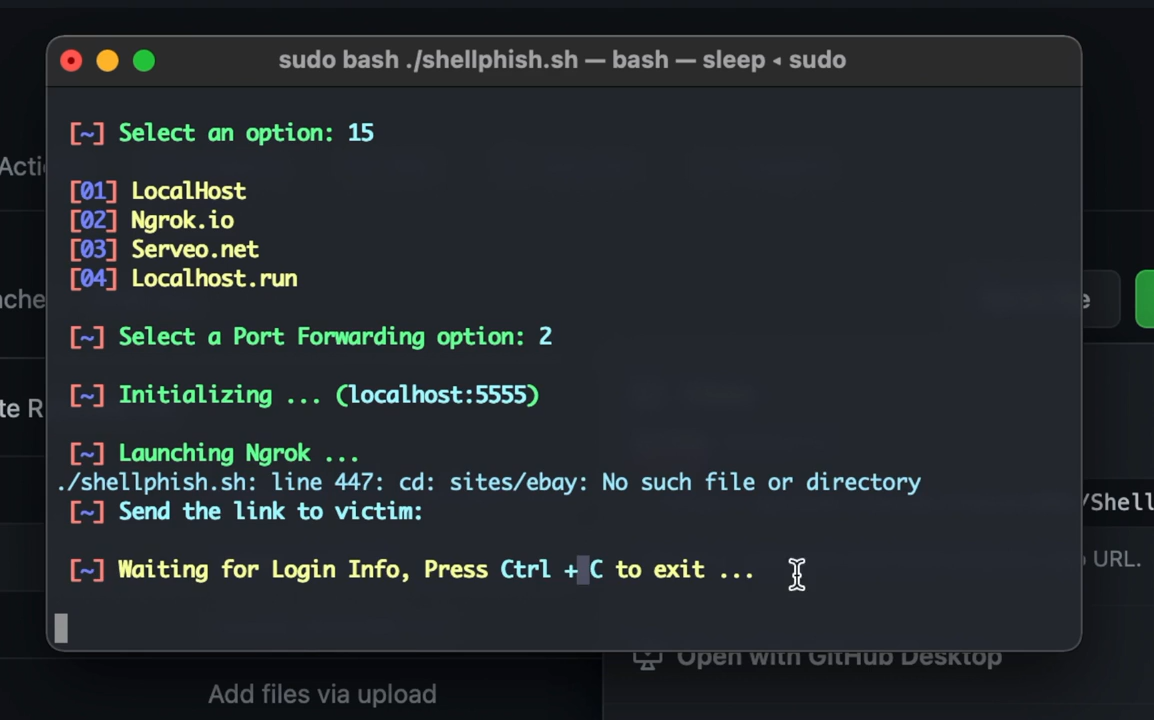 sudo bash ./shellphish.sh — bash — sleep ◂ sudo
[~] Select an option: 15
[01] LocalHost
[02] Ngrok.io
[03] Serveo.net
[04] Localhost.run
[~] Select a Port Forwarding option: 2
[~] Initializing ... (localhost:5555)
[~] Launching Ngrok ...
./shellphish.sh: line 447: cd: sites/ebay: No such file or directory
[~] Send the link to victim:
[~] Waiting for Login Info, Press Ctrl + C to exit ...
/Shell
URL.
Open with GitHub Desktop
Add files via upload